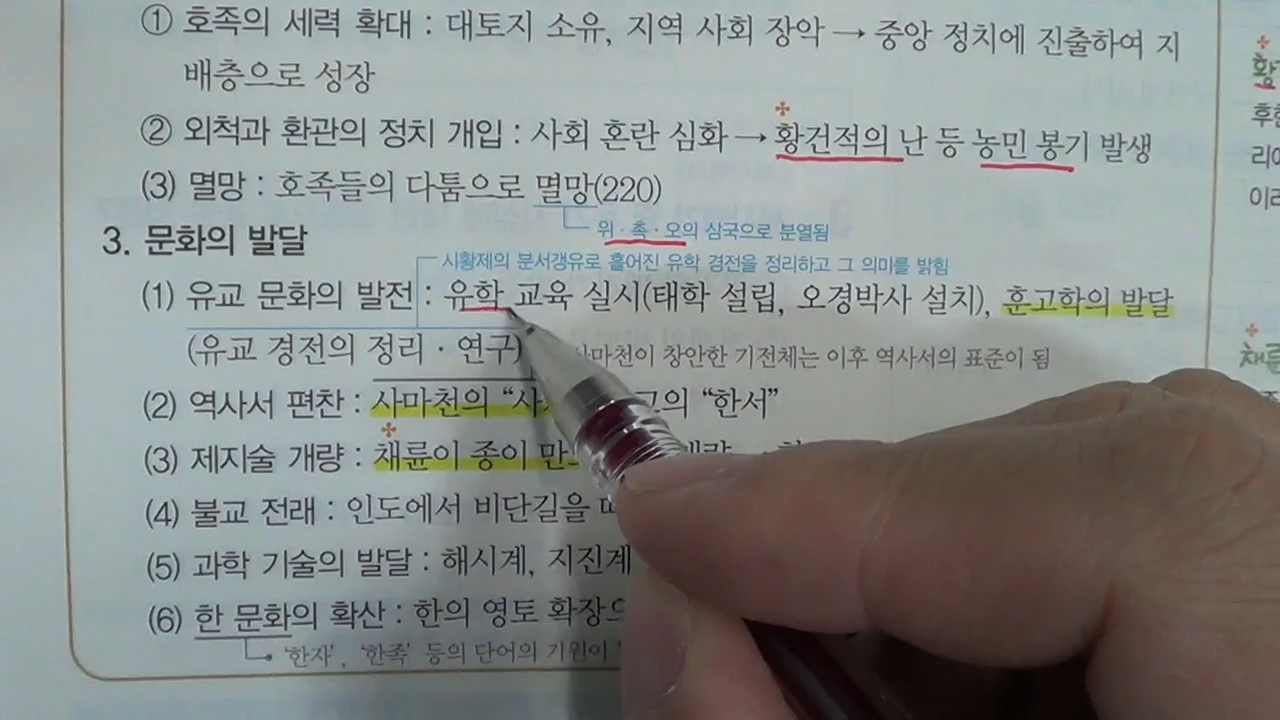 ① 호족의 세력 확대 : 대토지 소유, 지역 사회 장악 → 중앙 정치에 진출하여 지
배층으로 성장
② 외척과 환관의 정치 개입 : 사회 혼란 심화 → 황건적의 난 등 농민 봉기 발생
(3) 멸망 : 호족들의 다툼으로 멸망(220)
위·촉·오의 삼국으로 분열됨
3. 문화의 발달
시황제의 분서갱유로 흩어진 유학 경전을 정리하고 그 의미를 밝힘
(1) 유교 문화의 발전 : 유학 교육 실시(태학 설립, 오경박사 설치), 훈고학의 발달
(유교 경전의 정리·연구)
사마천이 창안한 기전체는 이후 역사서의 표준이 됨
(2) 역사서 편찬 : 사마천의 “사 고의 “한서”
(3) 제지술 개량 : 채륜이 종이 만
(4) 불교 전래 : 인도에서 비단길을
(5) 과학 기술의 발달 : 해시계, 지진계
(6) 한 문화의 확산 : 한의 영토 확장으
‘한자’, ‘한족’ 등의 단어의 기원이
황
후한
이라
채륜